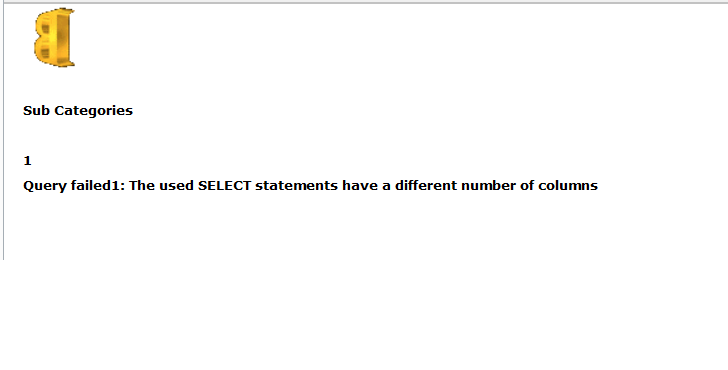 B
Sub Categories
1
Query failed1: The used SELECT statements have a different number of columns